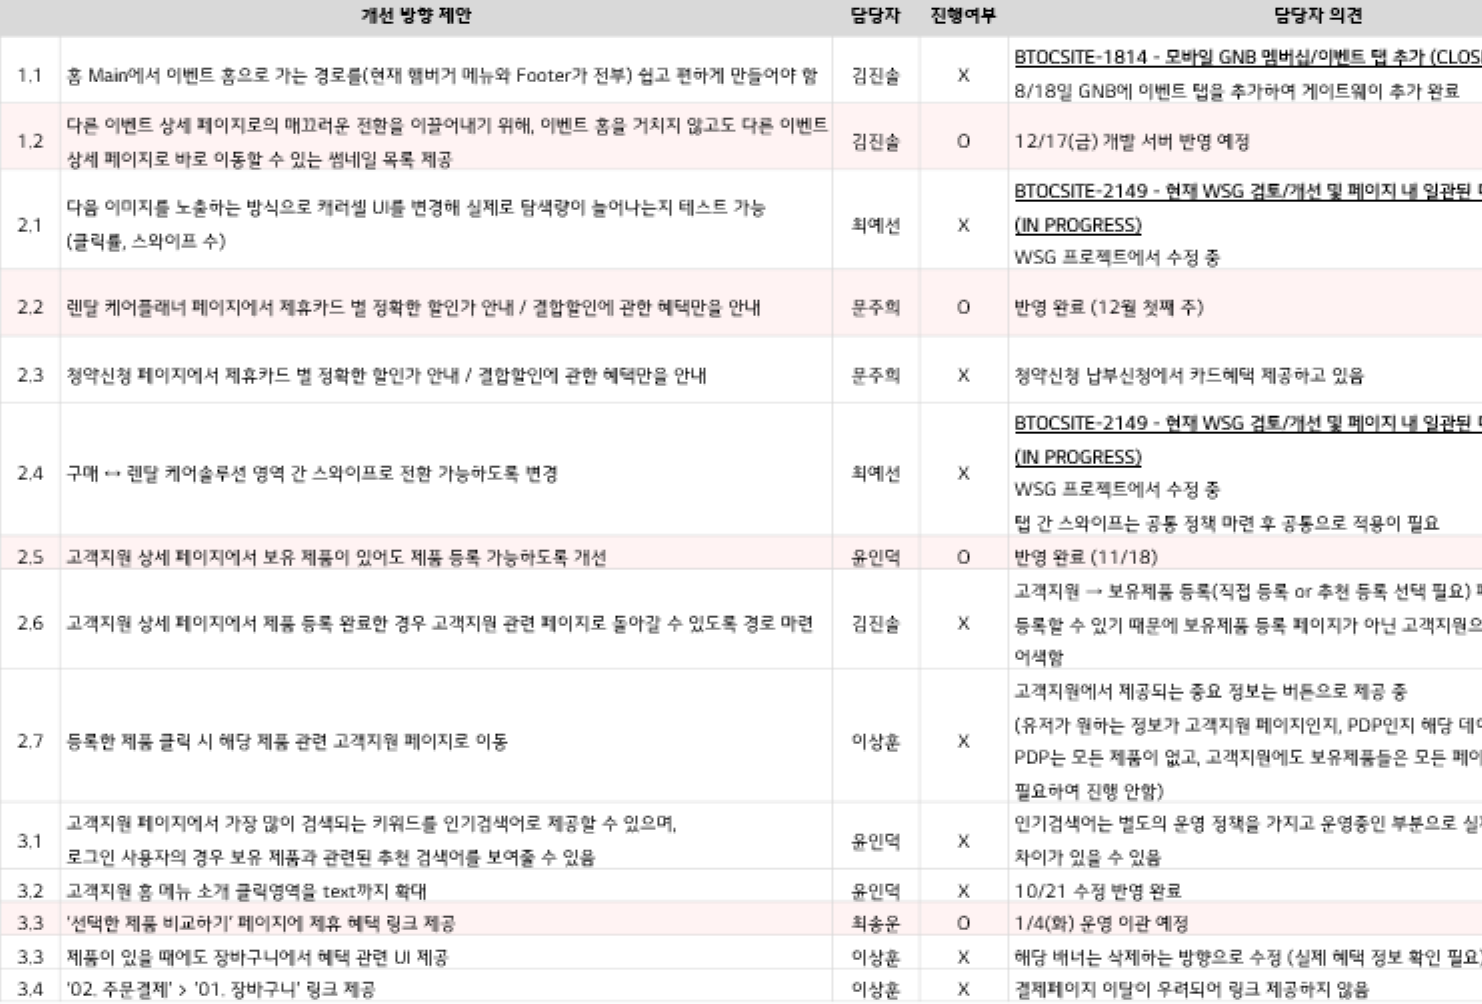 개선 방향 제안 담당자 진행여부 담당자 의견
1.1 홈 Main에서 이벤트 홈으로 가는 경로를(현재 햄버거 메뉴와 Footer가 전부) 쉽고 편하게 만들어야 함 김진솔 X
BTOCSITE-1814 - 모바일 GNB 멤버십/이벤트 탭 추가 (CLOS
8/18일 GNB에 이벤트 탭을 추가하여 게이트웨이 추가 완료
1.2 다른 이벤트 상세 페이지로의 매끄러운 전환을 이끌어내기 위해, 이벤트 홈을 거치지 않고도 다른 이벤트
상세 페이지로 바로 이동할 수 있는 썸네일 목록 제공 김진솔 O 12/17(금) 개발 서버 반영 예정
2.1 다음 이미지를 노출하는 방식으로 캐러셀 UI를 변경해 실제로 탐색량이 늘어나는지 테스트 가능
(클릭률, 스와이프 수) 최예선 X
BTOCSITE-2149 - 현재 WSG 검토/개선 및 페이지 내 일관된
(IN PROGRESS)
WSG 프로젝트에서 수정 중
2.2 렌탈 케어플래너 페이지에서 제휴카드 별 정확한 할인가 안내 / 결합할인에 관한 혜택만을 안내 문주희 O 반영 완료 (12월 첫째 주)
2.3 청약신청 페이지에서 제휴카드 별 정확한 할인가 안내 / 결합할인에 관한 혜택만을 안내 문주희 X 청약신청 납부신청에서 카드혜택 제공하고 있음
2.4 구매 ↔ 렌탈 케어솔루션 영역 간 스와이프로 전환 가능하도록 변경 최예선 X
BTOCSITE-2149 - 현재 WSG 검토/개선 및 페이지 내 일관된
(IN PROGRESS)
WSG 프로젝트에서 수정 중
탭 간 스와이프는 공통 정책 마련 후 공통으로 적용이 필요
2.5 고객지원 상세 페이지에서 보유 제품이 있어도 제품 등록 가능하도록 개선 윤인덕 O 반영 완료 (11/18)
2.6 고객지원 상세 페이지에서 제품 등록 완료한 경우 고객지원 관련 페이지로 돌아갈 수 있도록 경로 마련 김진솔 X
고객지원 → 보유제품 등록(직접 등록 or 추천 등록 선택 필요)
등록할 수 있기 때문에 보유제품 등록 페이지가 아닌 고객지원으
어색함
2.7 등록한 제품 클릭 시 해당 제품 관련 고객지원 페이지로 이동 이상훈 X
고객지원에서 제공되는 중요 정보는 버튼으로 제공 중
(유저가 원하는 정보가 고객지원 페이지인지, PDP인지 해당 데이
PDP는 모든 제품이 없고, 고객지원에도 보유제품들은 모든 페이
필요하여 진행 안함)
3.1 고객지원 페이지에서 가장 많이 검색되는 키워드를 인기검색어로 제공할 수 있으며,
로그인 사용자의 경우 보유 제품과 관련된 추천 검색어를 보여줄 수 있음 윤인덕 X
인기검색어는 별도의 운영 정책을 가지고 운영중인 부분으로 실
차이가 있을 수 있음
3.2 고객지원 홈 메뉴 소개 클릭영역을 text까지 확대 윤인덕 X 10/21 수정 반영 완료
3.3 '선택한 제품 비교하기' 페이지에 제휴 혜택 링크 제공 최송운 O 1/4(화) 운영 이관 예정
3.3 제품이 있을 때에도 장바구니에서 혜택 관련 UI 제공 이상훈 X 해당 배너는 삭제하는 방향으로 수정 (실제 혜택 정보 확인 필요)
3.4 '02. 주문결제' > '01. 장바구니' 링크 제공 이상훈 X 결제페이지 이탈이 우려되어 링크 제공하지 않음